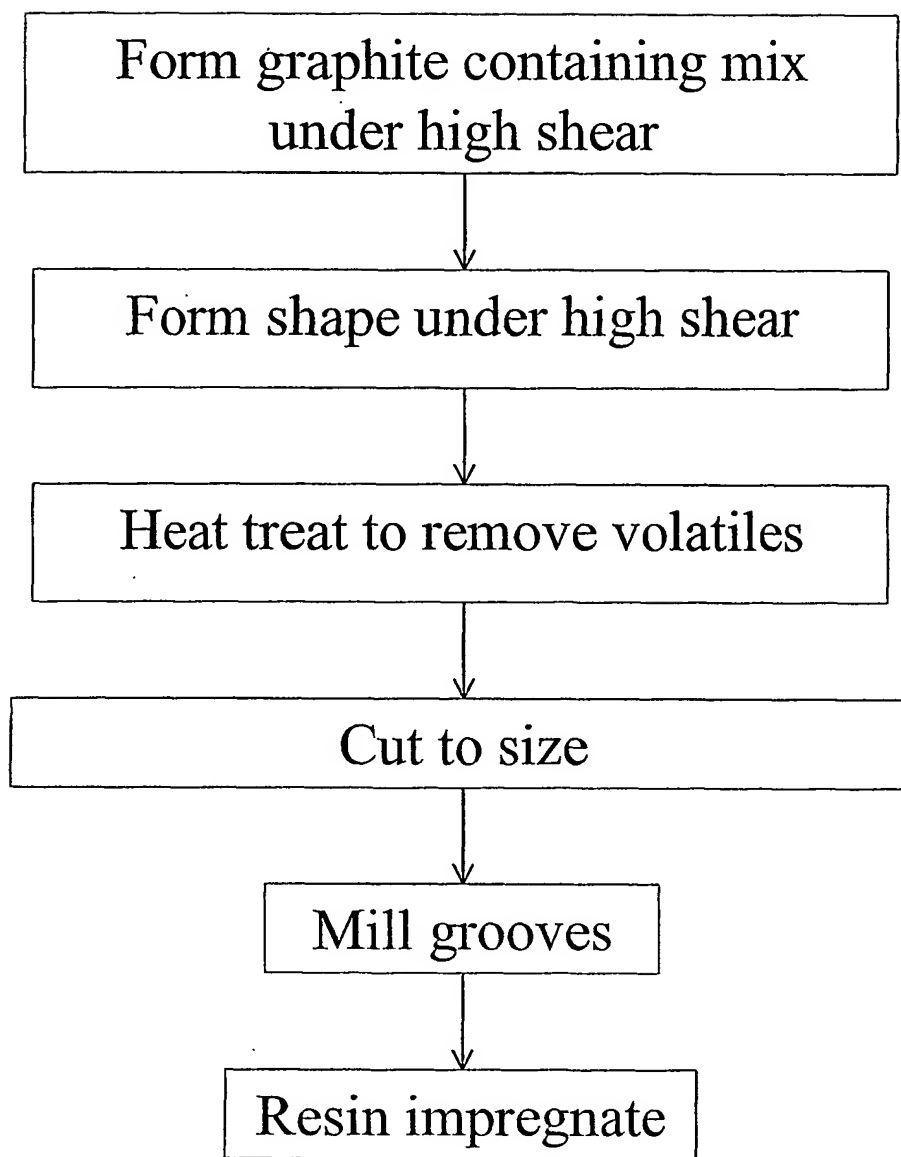 Form graphite containing mix
under high shear
Form shape under high shear
Heat treat to remove volatiles
Cut to size
Mill grooves
Resin impregnate